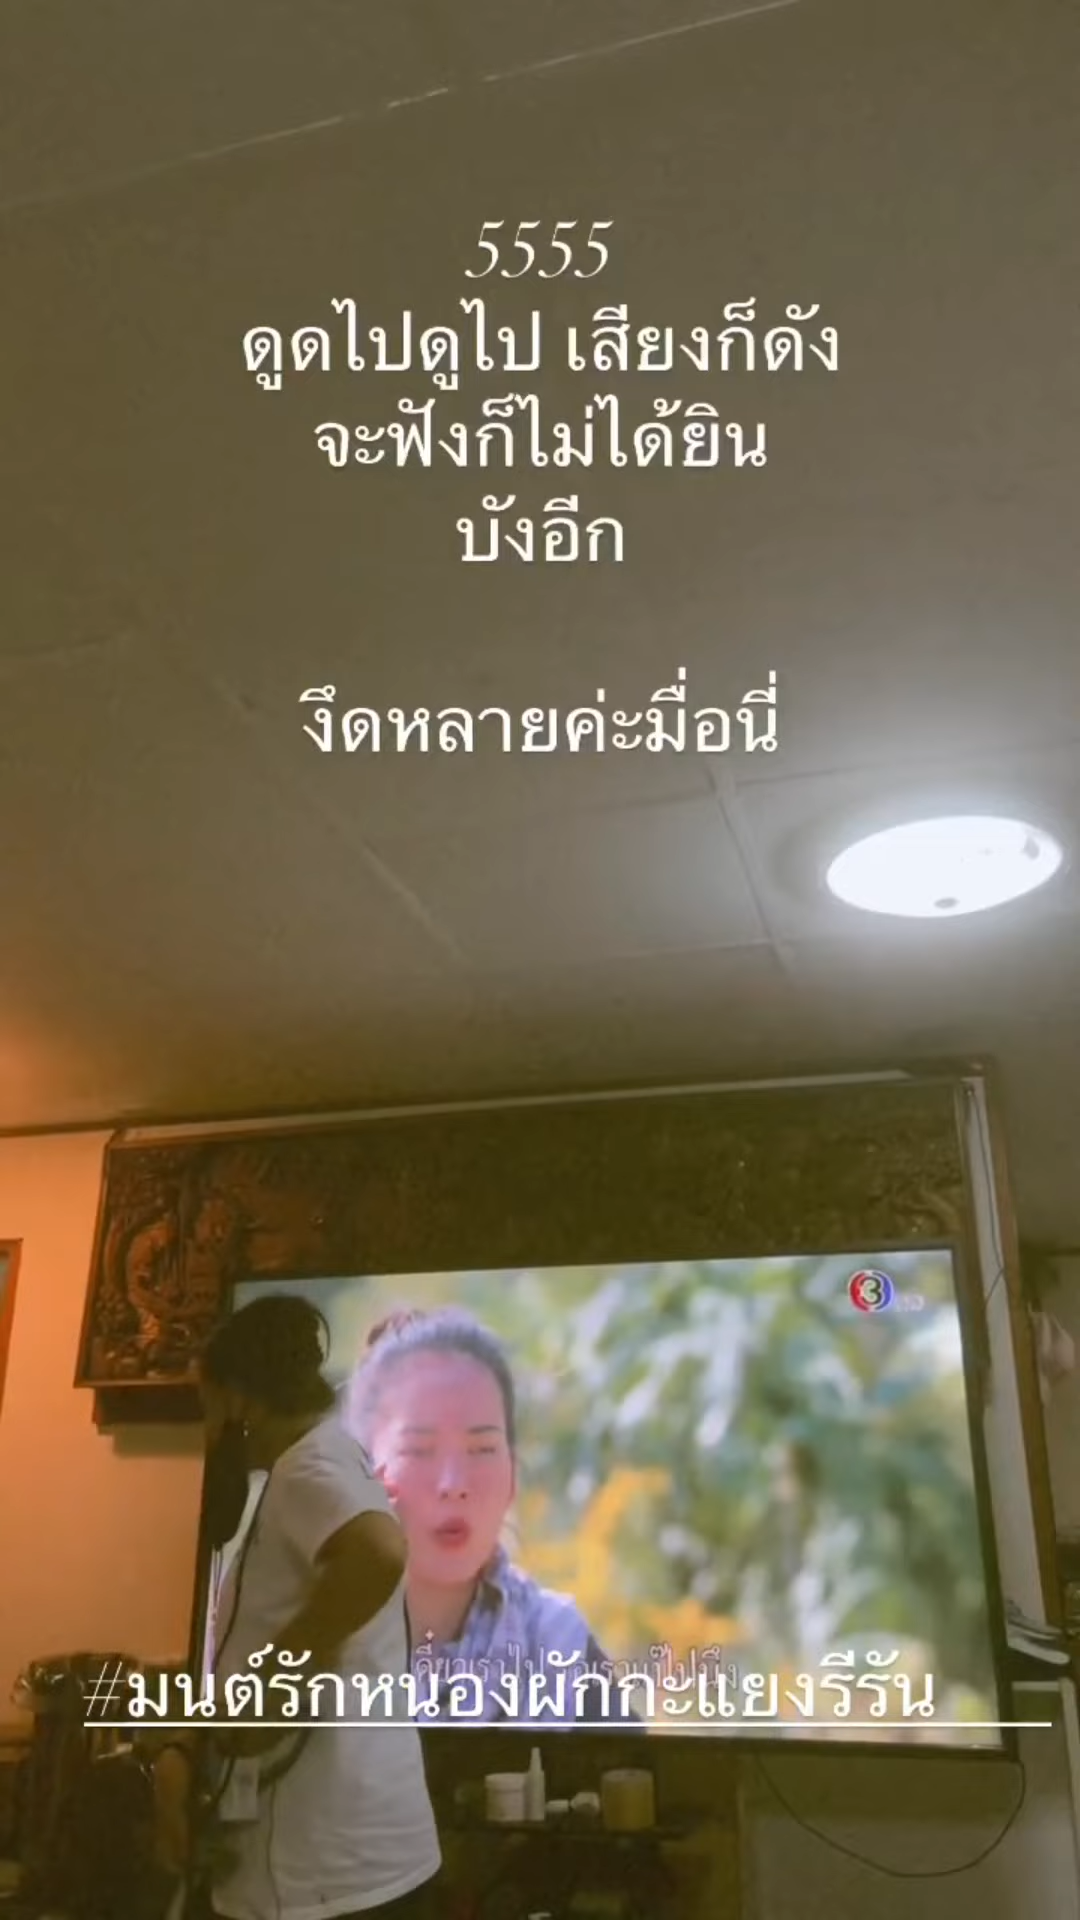 5555
ดูดไปดูไป เสียงก็ดัง
จะฟังก็ไม่ได้ยิน
บังอีก
งึดหลายค่ะมื่อนี่
3
#มนต์รักหนองผักกะแยงรีรัน